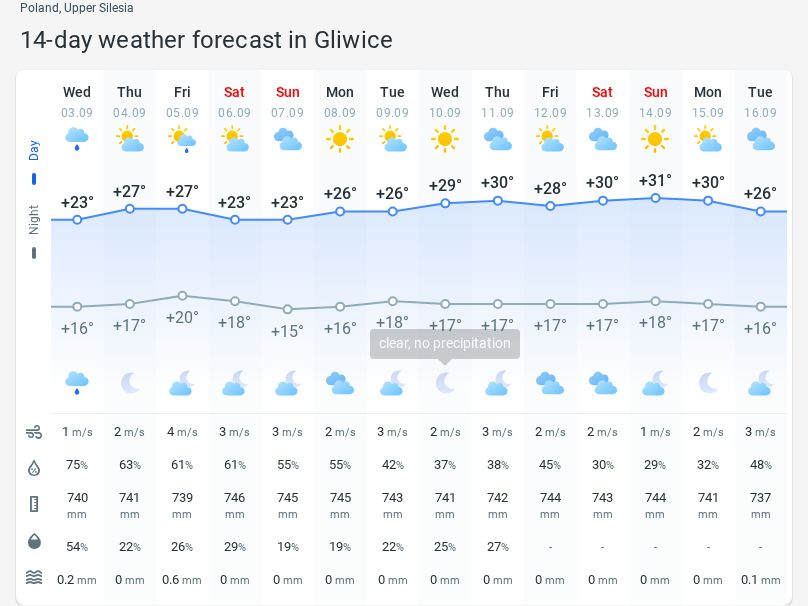 Poland, Upper Silesia
14-day weather forecast in Gliwice
Wed Thu Fri Sat Sun Mon Tue Wed Thu Fri Sat Sun Mon Tue
03.09 04.09 05.09 06.09 07.09 08.09 09.09 10.09 11.09 12.09 13.09 14.09 15.09 16.09
Day
Night
+23° +27° +27° +23° +23° +26° +26° +29° +30° +28° +30° +31° +30° +26°
+16° +17° +20° +18° +15° +16° +18° +17° +17° +17° +17° +18° +17° +16°
clear, no precipitation
1 m/s 2 m/s 4 m/s 3 m/s 3 m/s 2 m/s 3 m/s 2 m/s 3 m/s 2 m/s 2 m/s 1 m/s 2 m/s 3 m/s
75% 63% 61% 61% 55% 55% 42% 37% 38% 45% 30% 29% 32% 48%
740 741 739 746 745 745 743 741 742 744 743 744 741 737
mm mm mm mm mm mm mm mm mm mm mm mm mm mm
54% 22% 26% 29% 19% 19% 22% 25% 27% - - - - -
0.2 mm 0 mm 0.6 mm 0 mm 0 mm 0 mm 0 mm 0 mm 0 mm 0 mm 0 mm 0 mm 0 mm 0.1 mm